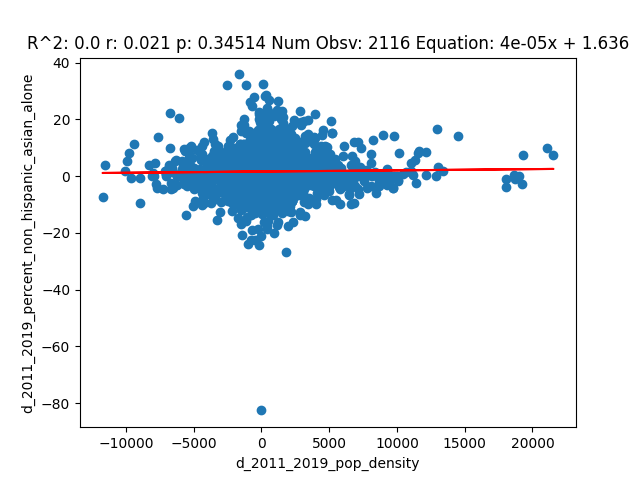 R^2: 0.0 r: 0.021 p: 0.34514 Num Obsv: 2116 Equation: 4e-05x + 1.636
d_2011_2019_percent_non_hispanic_asian_alone
40
20
0
−20
−40
−60
−80
−10000 −5000 0 5000 10000 15000 20000
d_2011_2019_pop_density